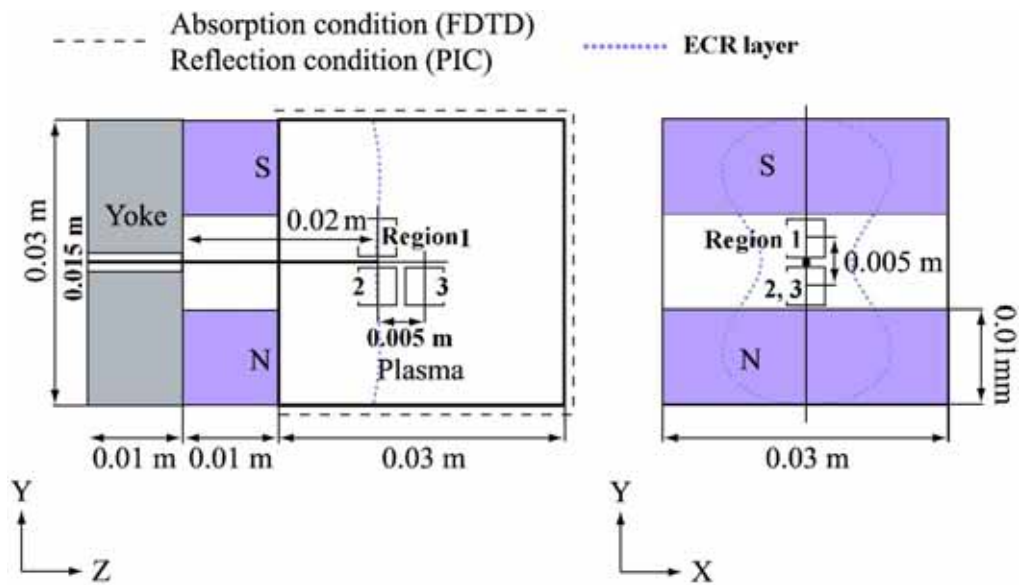 Absorption condition (FDTD)
Reflection condition (PIC)
ECR layer
S
Yoke
0.02 m
Region1
0.03 m
0.015 m
2
3
0.005 m
N
Plasma
0.01 m
0.01 m
0.03 m
Y
Z
S
Region 1
0.005 m
2, 3
N
0.01mm
0.03 m
Y
X